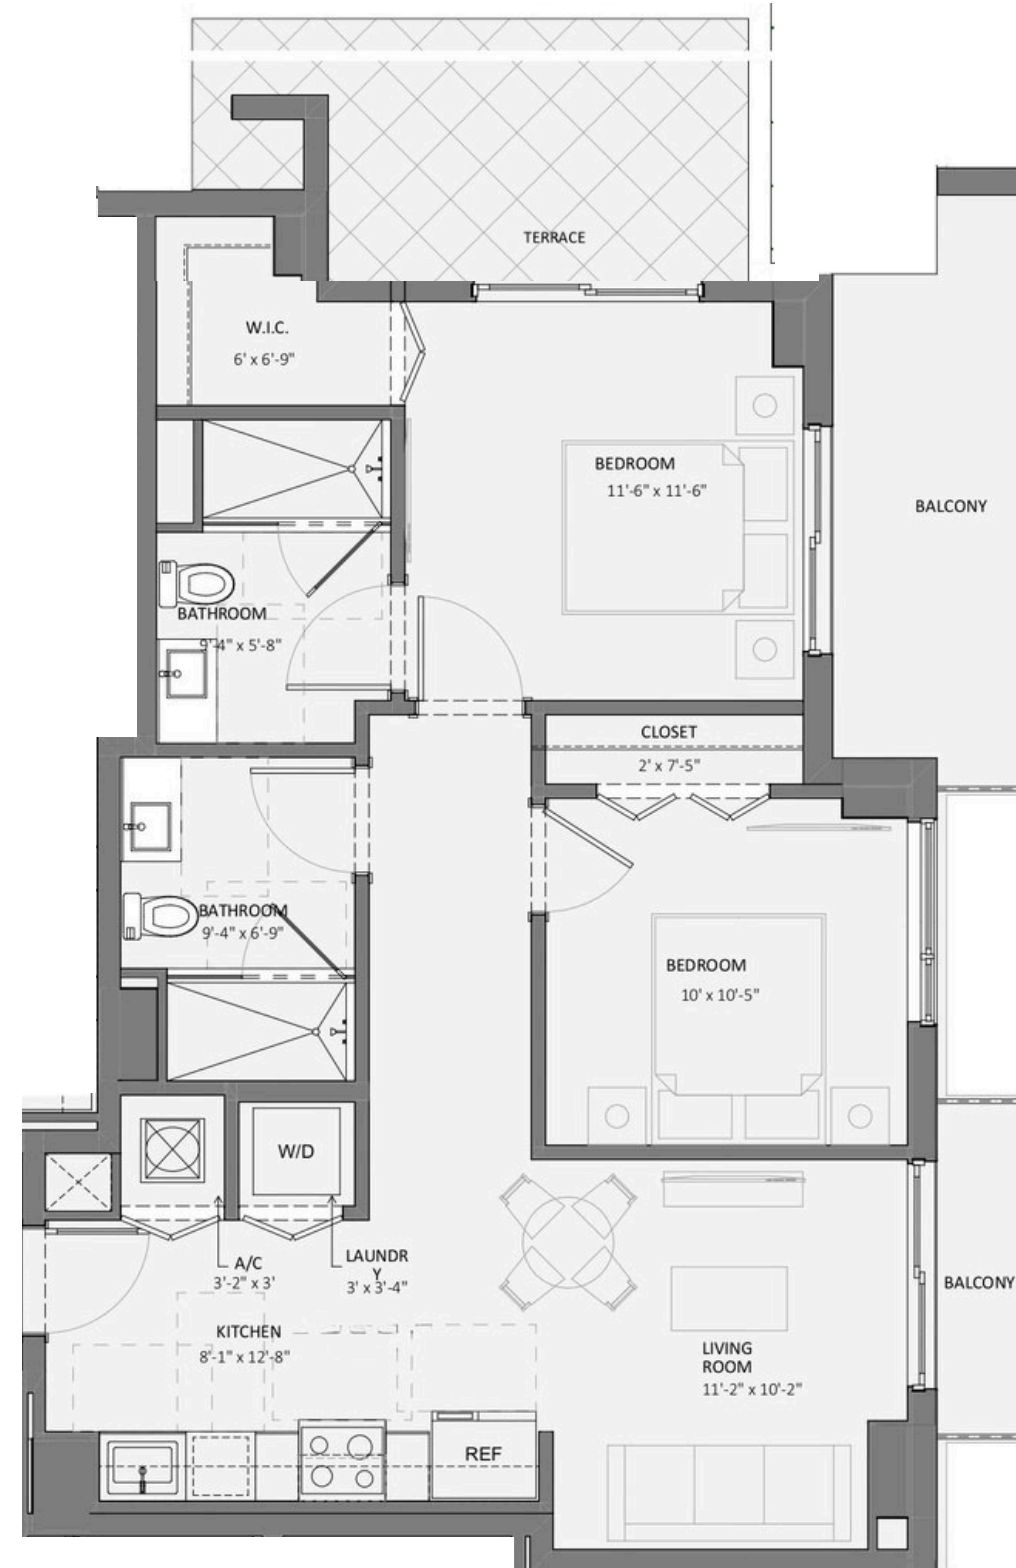 TERRACE
W.I.C.
6' x 6'-9"
BEDROOM
11'-6" x 11'-6"
BALCONY
BATHROOM
9'-4" x 5'-8"
CLOSET
2' x 7'-5"
BATHROOM
9'-4" x 6'-9"
BEDROOM
10' x 10'-5"
W/D
A/C
3'-2" x 3'
LAUNDR
Y
3' x 3'-4"
BALCONY
KITCHEN
8'-1" x 12'-8"
LIVING
ROOM
11'-2" x 10'-2"
REF